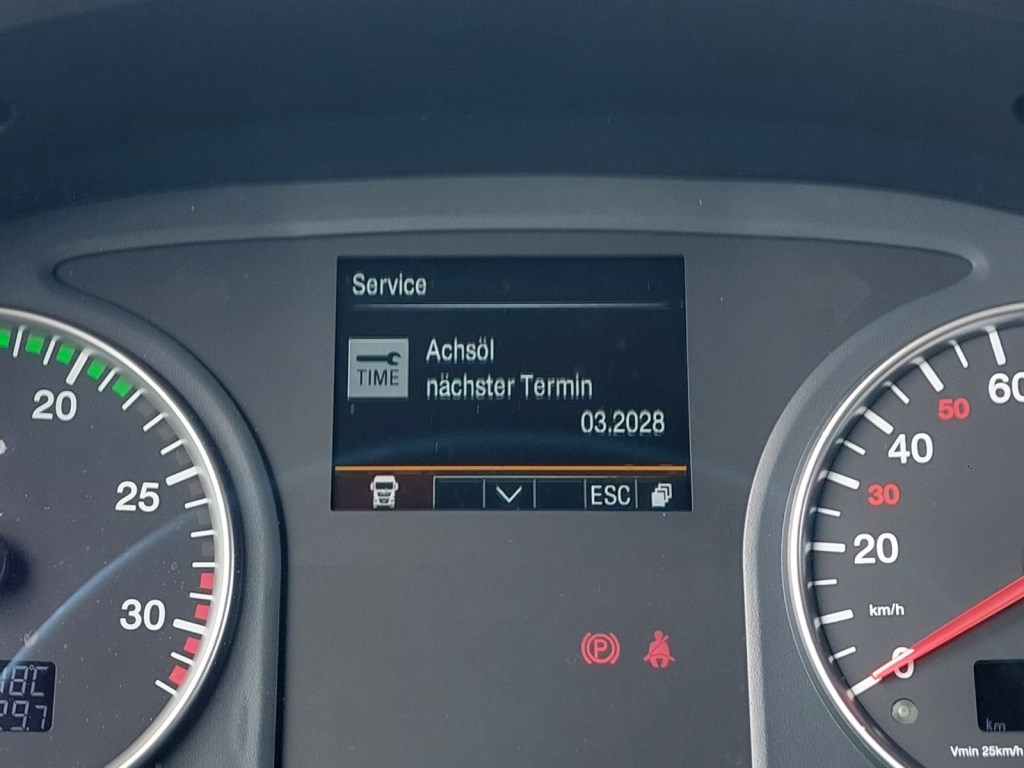 Service
TIME
Achsöl
nächster Termin
03.2028
ESC
20
25
30
60
50
40
30
20
km/h
0
km
Vmin 25km/h
P